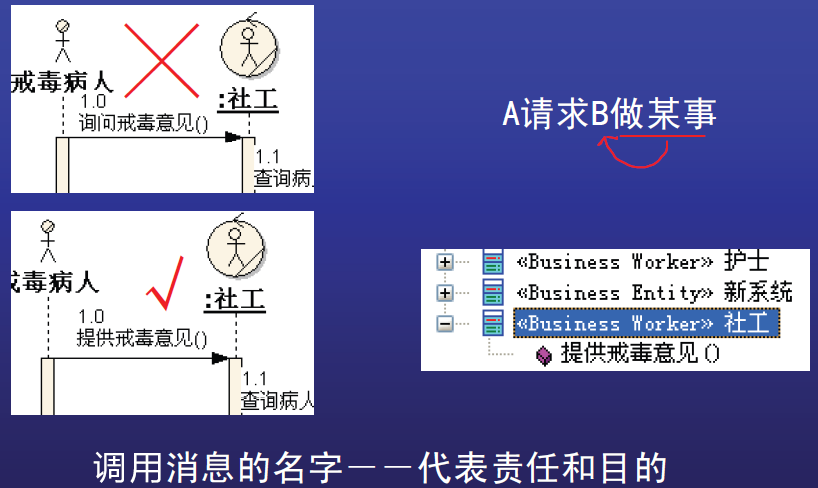 戒毒病人
:社工
1.0
询问戒毒意见()
1.1
查询病
A请求B做某事
戒毒病人
:社工
1.0
提供戒毒意见()
1.1
查询病人
«Business Worker» 护士
«Business Entity» 新系统
«Business Worker» 社工
提供戒毒意见()
调用消息的名字——代表责任和目的